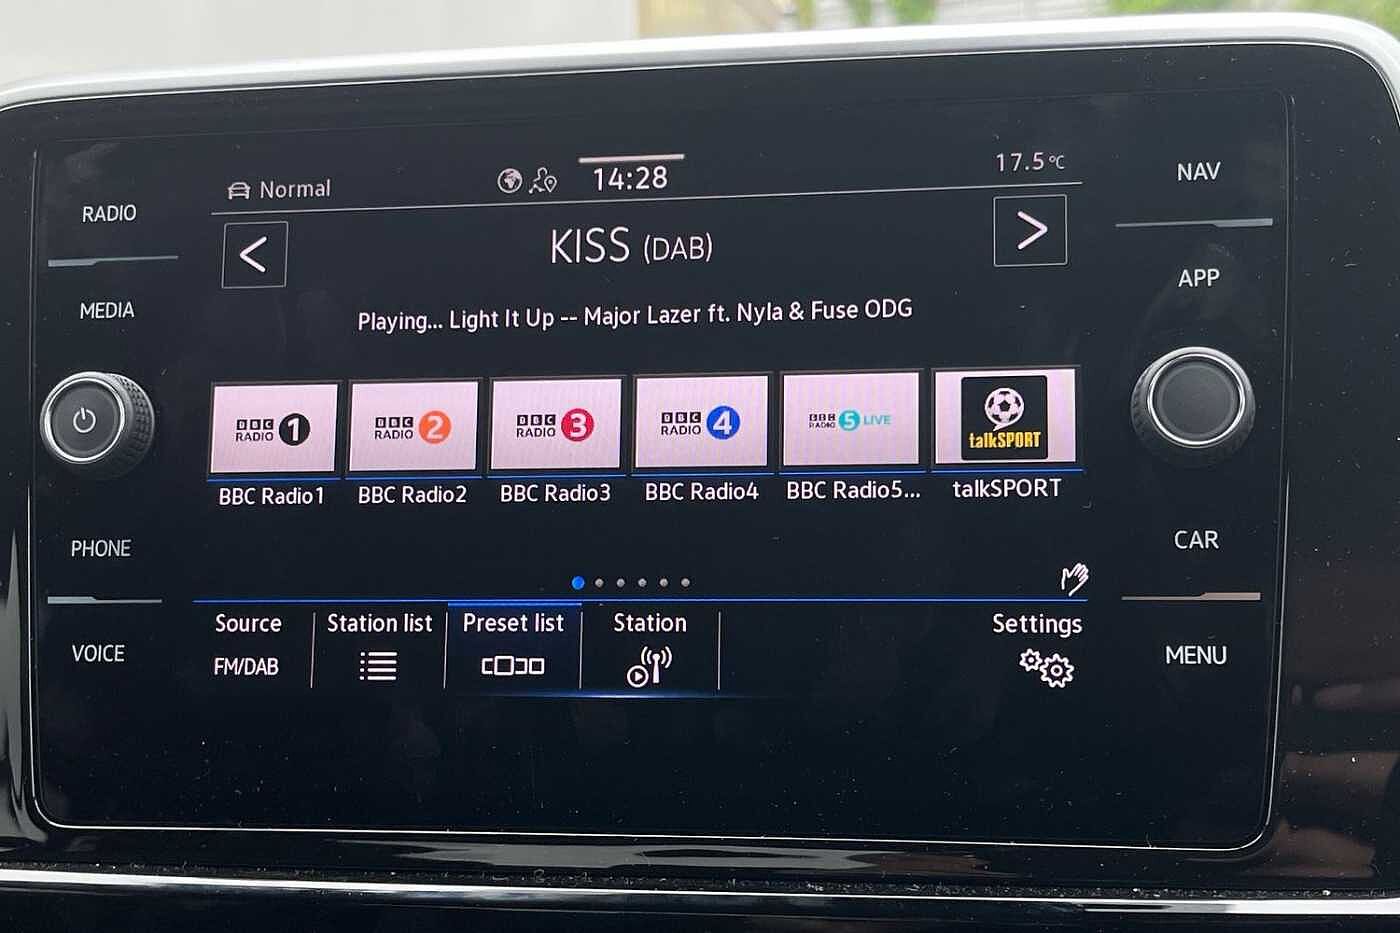 Normal
14:28
17.5°C
RADIO
NAV
<
KISS (DAB)
>
APP
MEDIA
Playing... Light It Up -- Major Lazer ft. Nyla & Fuse ODG
BBC RADIO 1
BBC RADIO 2
BBC RADIO 3
BBC RADIO 4
BBC RADIO 5 LIVE
talkSPORT
BBC Radio1
BBC Radio2
BBC Radio3
BBC Radio4
BBC Radio5...
talkSPORT
PHONE
CAR
Source
Station list
Preset list
Station
Settings
FM/DAB
VOICE
MENU